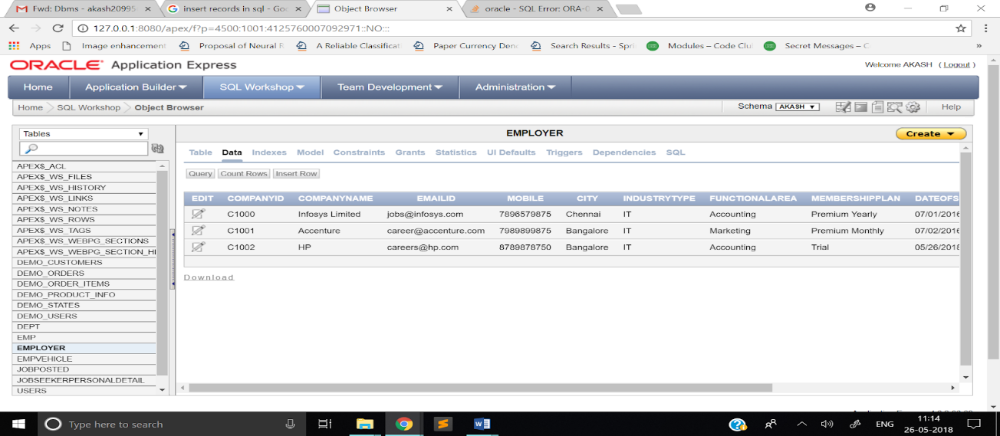 Fwd: Dbms - akash20995
insert records in sql - Goo
Object Browser
oracle - SQL Error: ORA-0
127.0.0.1:8080/apex/f?p=4500:1001:4125760007092971::NO:::
Apps Image enhancement Proposal of Neural R A Reliable Classificati Paper Currency Deno Search Results - Spri Modules – Code Clu Secret Messages – C »
ORACLE Application Express
Welcome AKASH ( Logout )
Home Application Builder SQL Workshop Team Development Administration
Home SQL Workshop Object Browser
Schema AKASH Help
Tables
EMPLOYER
Create
Table Data Indexes Model Constraints Grants Statistics UI Defaults Triggers Dependencies SQL
Query Count Rows Insert Row
APEX$_ACL
APEX$_WS_FILES
APEX$_WS_HISTORY
APEX$_WS_LINKS
APEX$_WS_NOTES
APEX$_WS_ROWS
APEX$_WS_TAGS
APEX$_WS_WEBPG_SECTIONS
APEX$_WS_WEBPG_SECTION_HI
DEMO_CUSTOMERS
DEMO_ORDERS
DEMO_ORDER_ITEMS
DEMO_PRODUCT_INFO
DEMO_STATES
DEMO_USERS
DEPT
EMP
EMPLOYER
EMPVEHICLE
JOBPOSTED
JOBSEEKERPERSONALDETAIL
USERS
EDIT COMPANYID COMPANYNAME EMAILID MOBILE CITY INDUSTRYTYPE FUNCTIONALAREA MEMBERSHIPPLAN DATEOFS
C1000 Infosys Limited jobs@infosys.com 7896579875 Chennai IT Accounting Premium Yearly 07/01/2016
C1001 Accenture career@accenture.com 7989899875 Bangalore IT Marketing Premium Monthly 07/02/2016
C1002 HP careers@hp.com 8789878750 Bangalore IT Accounting Trial 05/26/2018
Download
Type here to search
ENG
11:14
26-05-2018